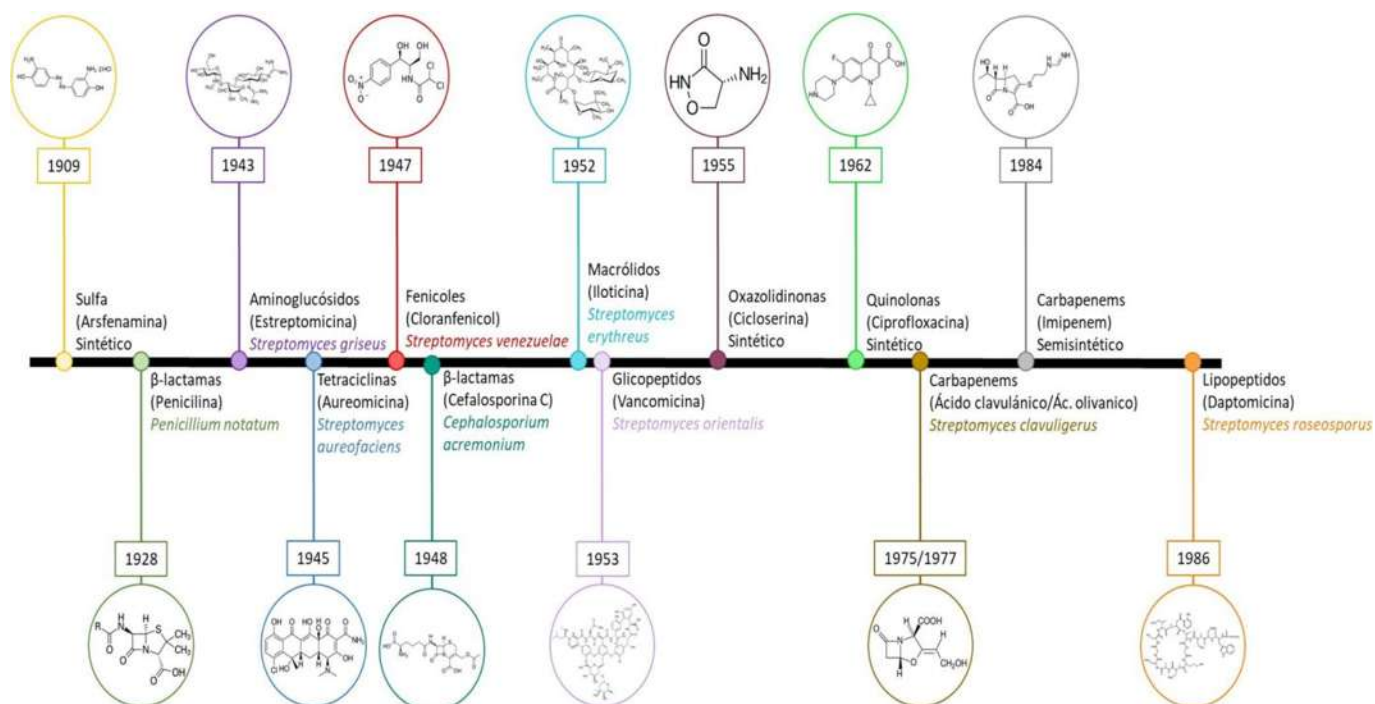 1909
1943
1947
1952
1955
1962
1984
Sulfa
(Arsfenamina)
Sintético
Aminoglucósidos
(Estreptomicina)
Streptomyces griseus
Fenicoles
(Cloranfenicol)
Streptomyces venezuelae
Macrólidos
(Iloticina)
Streptomyces
erythreus
Oxazolidinonas
(Cicloserina)
Sintético
Quinolonas
(Ciprofloxacina)
Sintético
Carbapenems
(Imipenem)
Semisintético
β-lactamas
(Penicilina)
Penicillium notatum
Tetraciclinas
(Aureomicina)
Streptomyces
aureofaciens
β-lactamas
(Cefalosporina C)
Cephalosporium
acremonium
Glicopeptidos
(Vancomicina)
Streptomyces orientalis
Carbapenems
(Ácido clavulánico/Ác. olivanico)
Streptomyces clavuligerus
Lipopeptidos
(Daptomicina)
Streptomyces roseosporus
1928
1945
1948
1953
1975/1977
1986